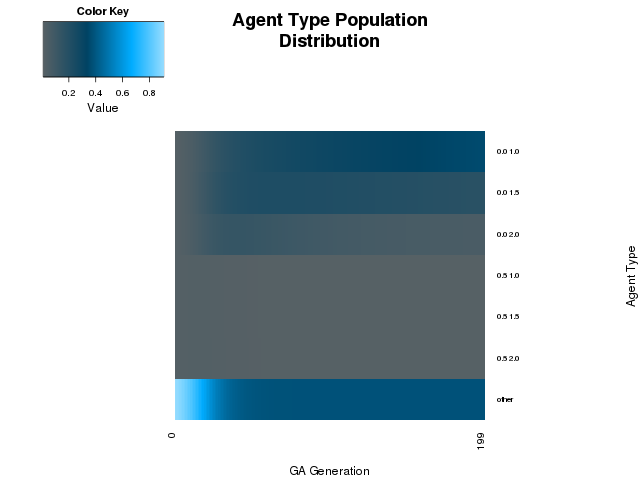 Color Key
0.2 0.4 0.6 0.8
Value
Agent Type Population
Distribution
0.0 1.0
0.0 1.5
0.0 2.0
0.5 1.0
0.5 1.5
0.5 2.0
other
Agent Type
0
199
GA Generation